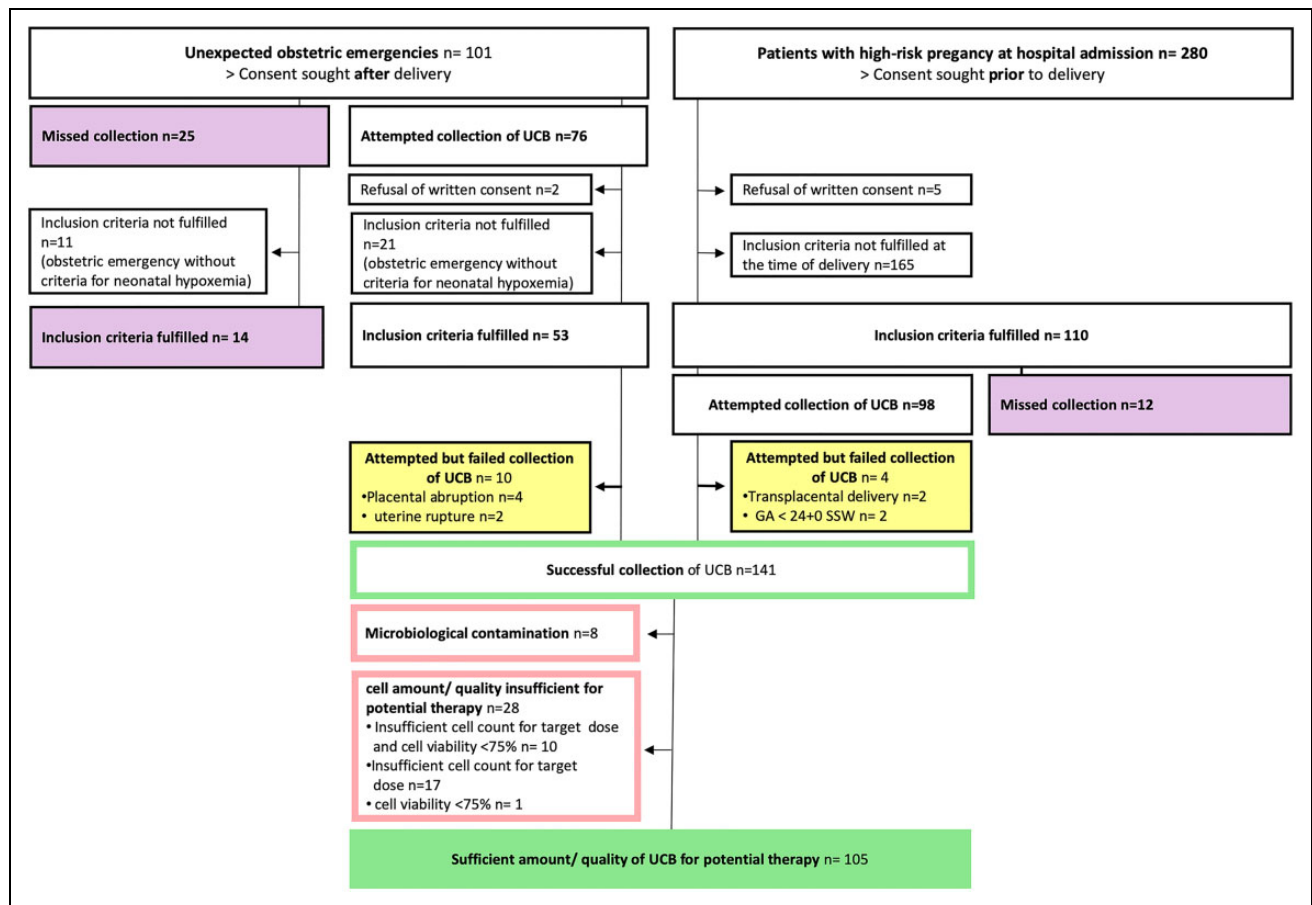 Unexpected obstetric emergencies n= 101
> Consent sought after delivery
Patients with high-risk pregancy at hospital admission n= 280
> Consent sought prior to delivery
Missed collection n=25
Attempted collection of UCB n=76
Refusal of written consent n=2
Refusal of written consent n=5
Inclusion criteria not fulfilled
n=11
(obstetric emergency without
criteria for neonatal hypoxemia)
Inclusion criteria not fulfilled
n=21
(obstetric emergency without
criteria for neonatal hypoxemia)
Inclusion criteria not fulfilled at
the time of delivery n=165
Inclusion criteria fulfilled n= 14
Inclusion criteria fulfilled n= 53
Inclusion criteria fulfilled n= 110
Attempted collection of UCB n=98
Missed collection n=12
Attempted but failed collection
of UCB n= 10
•Placental abruption n=4
• uterine rupture n=2
Attempted but failed collection
of UCB n= 4
•Transplacental delivery n=2
• GA < 24+0 SSW n= 2
Successful collection of UCB n=141
Microbiological contamination n=8
cell amount/ quality insufficient for
potential therapy n=28
• Insufficient cell count for target dose
and cell viability <75% n= 10
•Insufficient cell count for target
dose n=17
• cell viability <75% n= 1
Sufficient amount/ quality of UCB for potential therapy n= 105